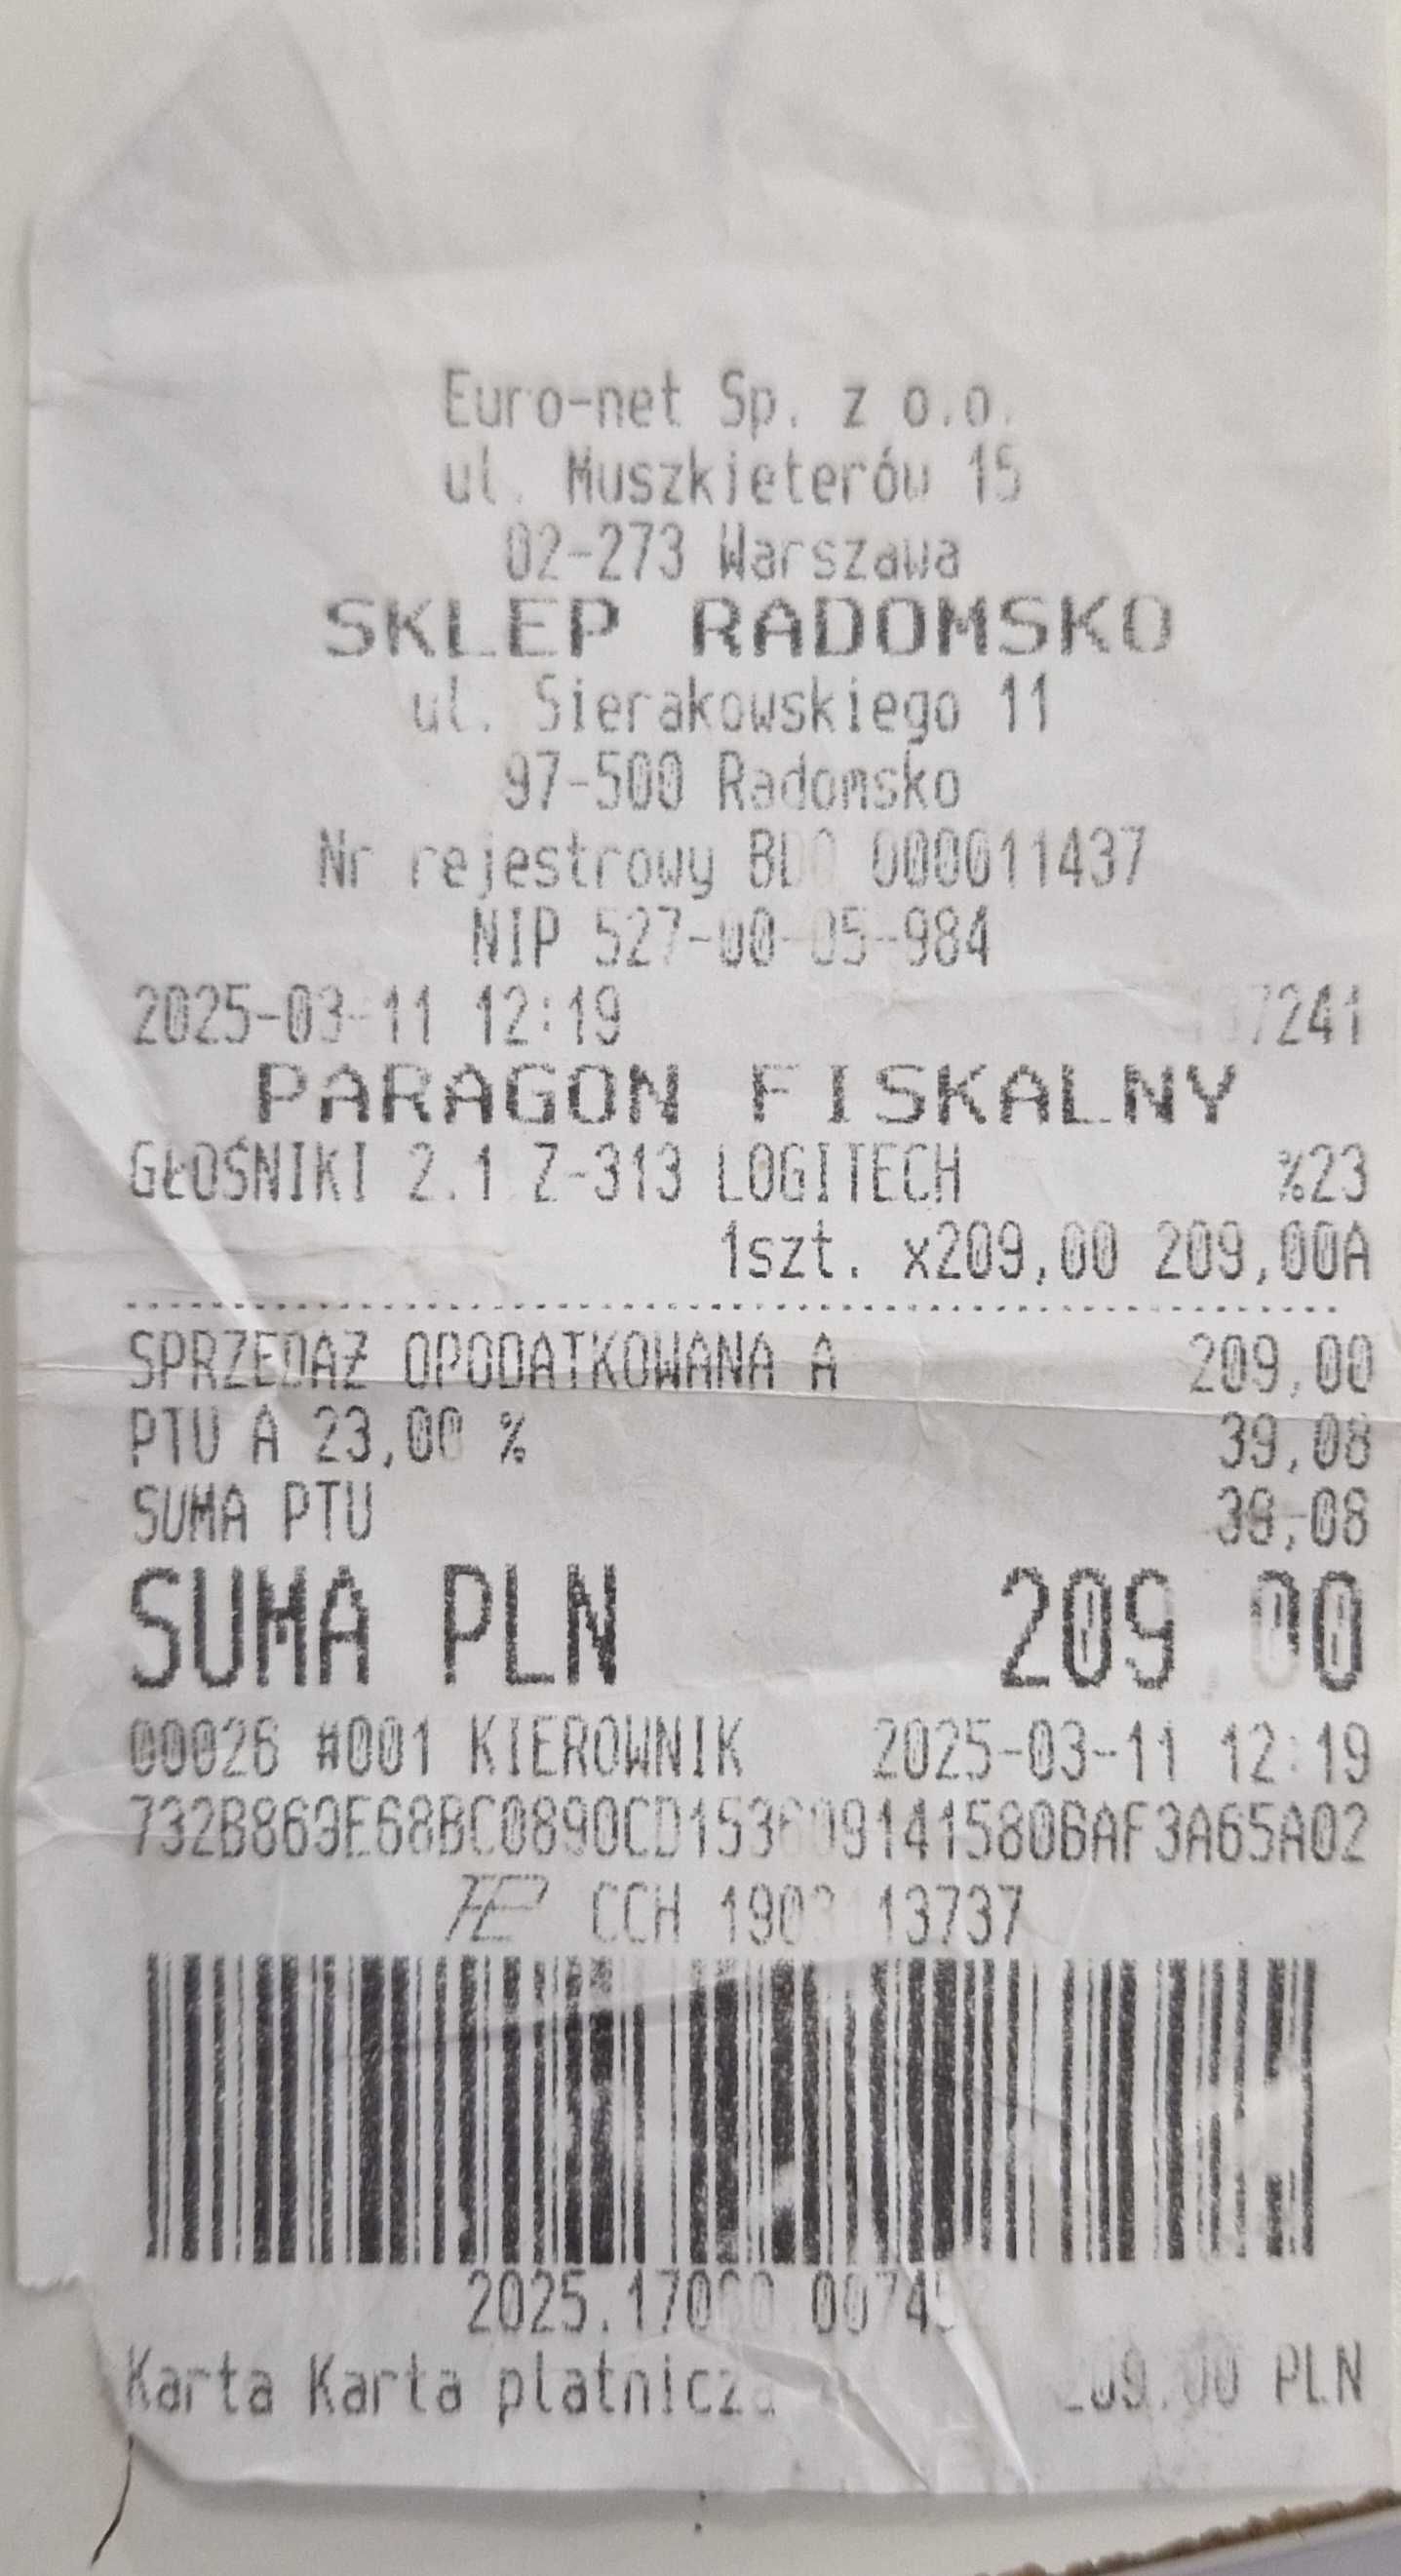 Euro-net Sp. z o.o.
ul. Muszkieterów 15
02-273 Warszawa
SKLEP RADOMSKO
ul. Sierakowskiego 11
97-500 Radomsko
Nr rejestrowy BDO 000011437
NIP 527-00-05-984
2025-03-11 12:19
PARAGON FISKALNY
GŁOŚNIKI 2.1 Z-313 LOGITECH %23
1szt. x209,00 209,00A
SPRZEDAŻ OPODATKOWANA A 209,00
PTU A 23,00 % 39,08
SUMA PTU 39,08
SUMA PLN 209,00
00026 #001 KIEROWNIK 2025-03-11 12:19
CCH
Karta Karta płatnicza 209,00 PLN